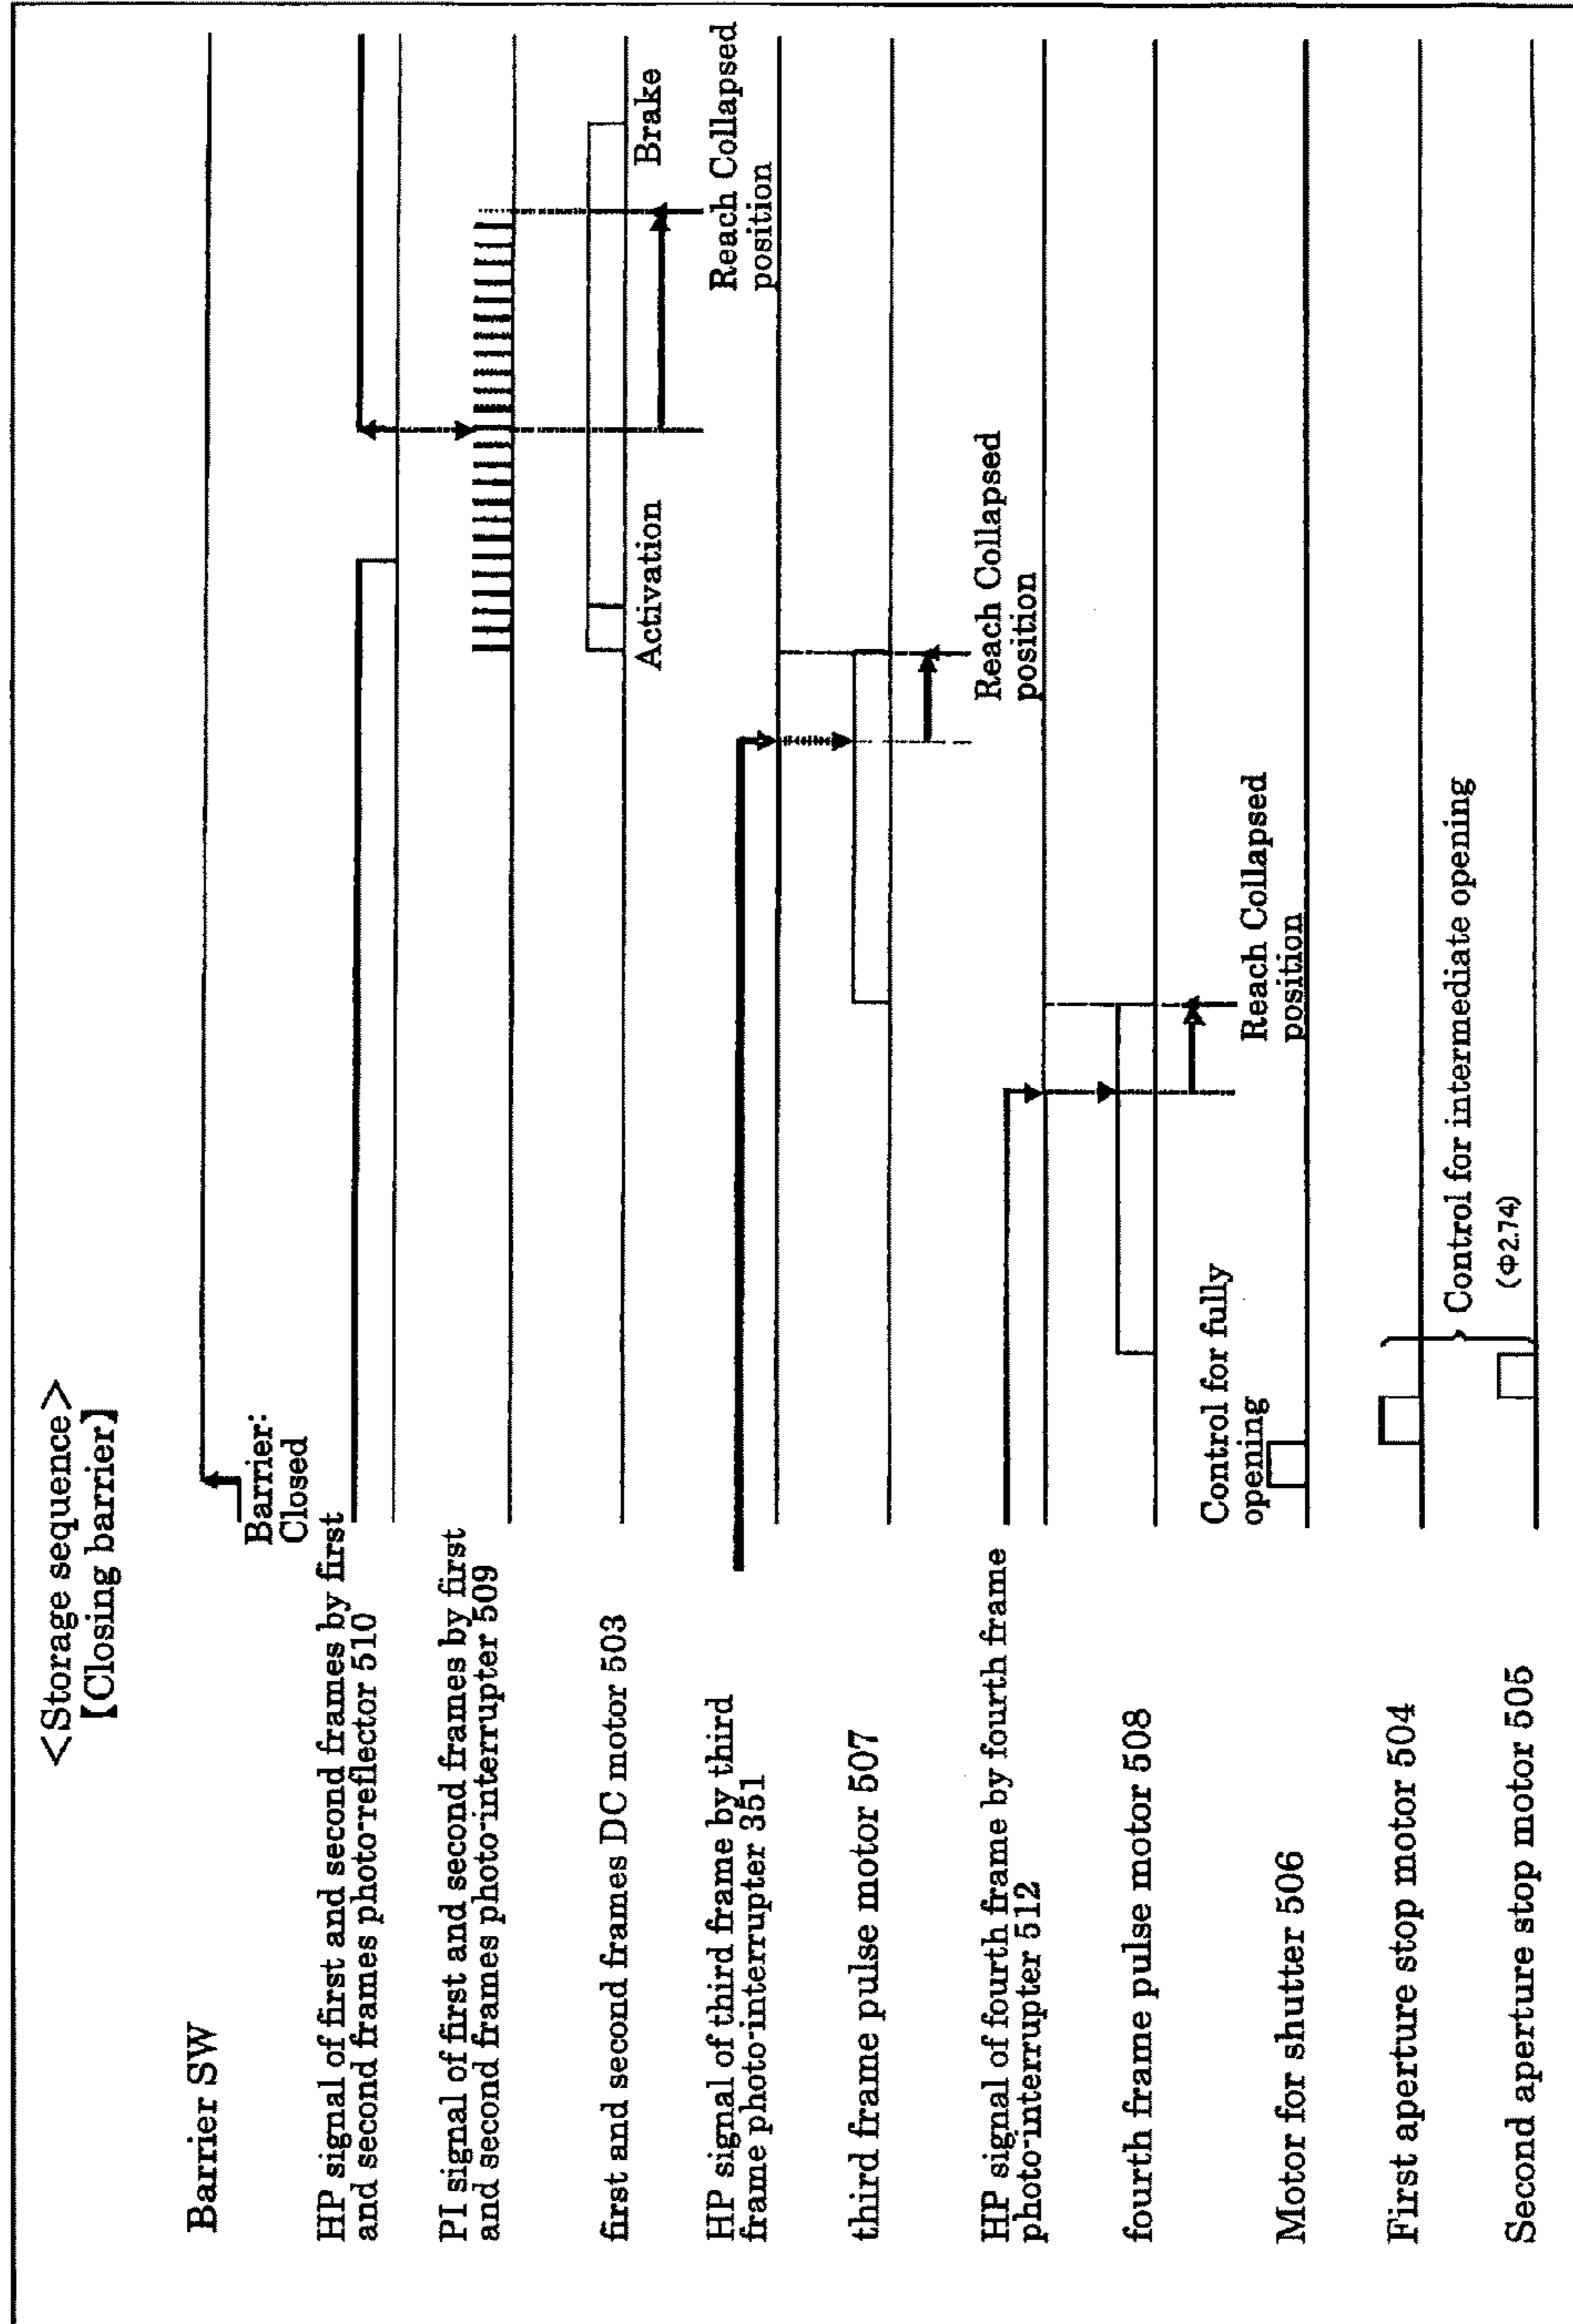 <Storage sequence>
【Closing barrier】
Barrier SW
Barrier:
Closed
HP signal of first and second frames by first
and second frames photo-reflector 510
PI signal of first and second frames by first
and second frames photo-interrupter 509
first and second frames DC motor 503
Activation
Brake
Reach Collapsed
position
HP signal of third frame by third
frame photo-interrupter 351
third frame pulse motor 507
Reach Collapsed
position
HP signal of fourth frame by fourth frame
photo-interrupter 512
fourth frame pulse motor 508
Reach Collapsed
position
Control for fully
opening
Motor for shutter 506
First aperture stop motor 504
Control for intermediate opening
(Φ2.74)
Second aperture stop motor 505